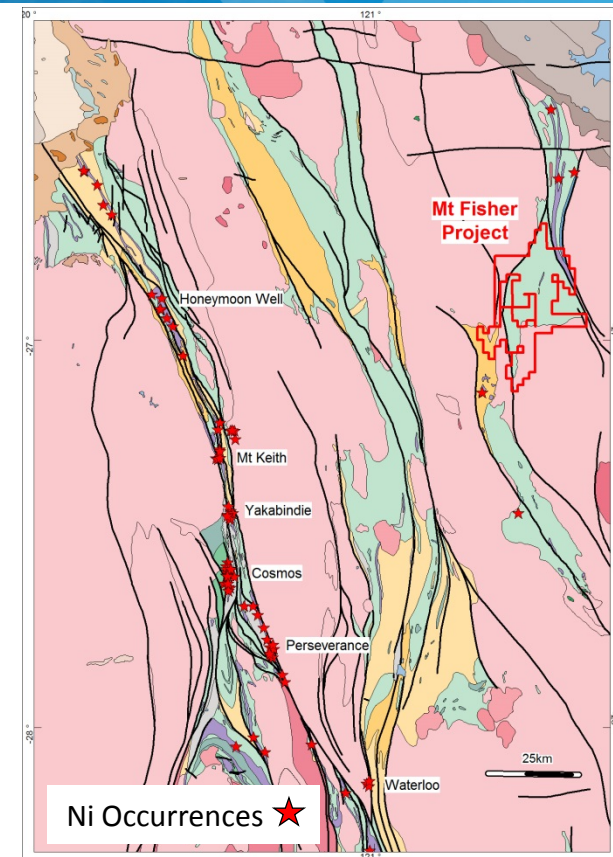 20
121
Mt Fisher
Project
Honeymoon Well
-27
Mt Keith
Yakabindie
Cosmos
Perseverance
-28
25km
Waterloo
Ni Occurrences